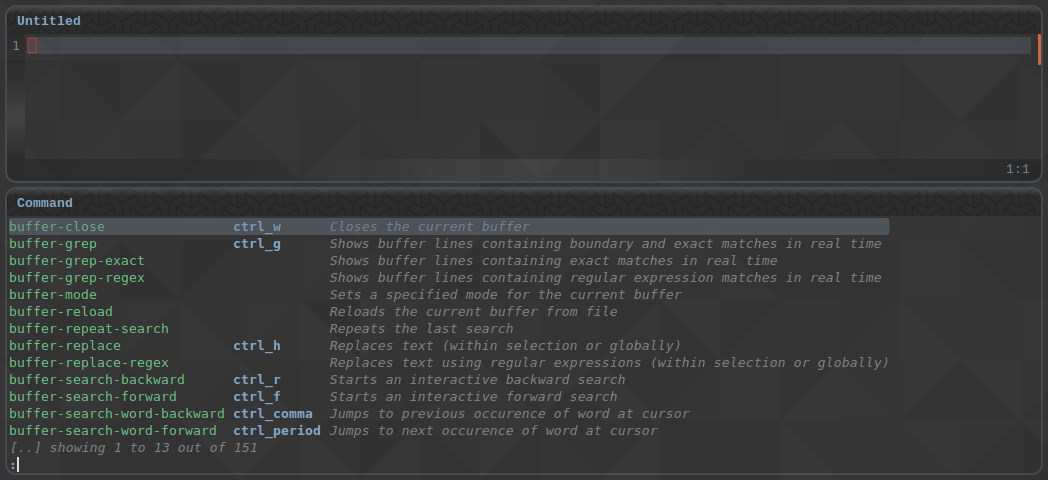 Untitled
1
1:1
Command
buffer-close ctrl_w Closes the current buffer
buffer-grep ctrl_g Shows buffer lines containing boundary and exact matches in real time
buffer-grep-exact Shows buffer lines containing exact matches in real time
buffer-grep-regex Shows buffer lines containing regular expression matches in real time
buffer-mode Sets a specified mode for the current buffer
buffer-reload Reloads the current buffer from file
buffer-repeat-search Repeats the last search
buffer-replace ctrl_h Replaces text (within selection or globally)
buffer-replace-regex Replaces text using regular expressions (within selection or globally)
buffer-search-backward ctrl_r Starts an interactive backward search
buffer-search-forward ctrl_f Starts an interactive forward search
buffer-search-word-backward ctrl_comma Jumps to previous occurence of word at cursor
buffer-search-word-forward ctrl_period Jumps to next occurence of word at cursor
[..] showing 1 to 13 out of 151
: